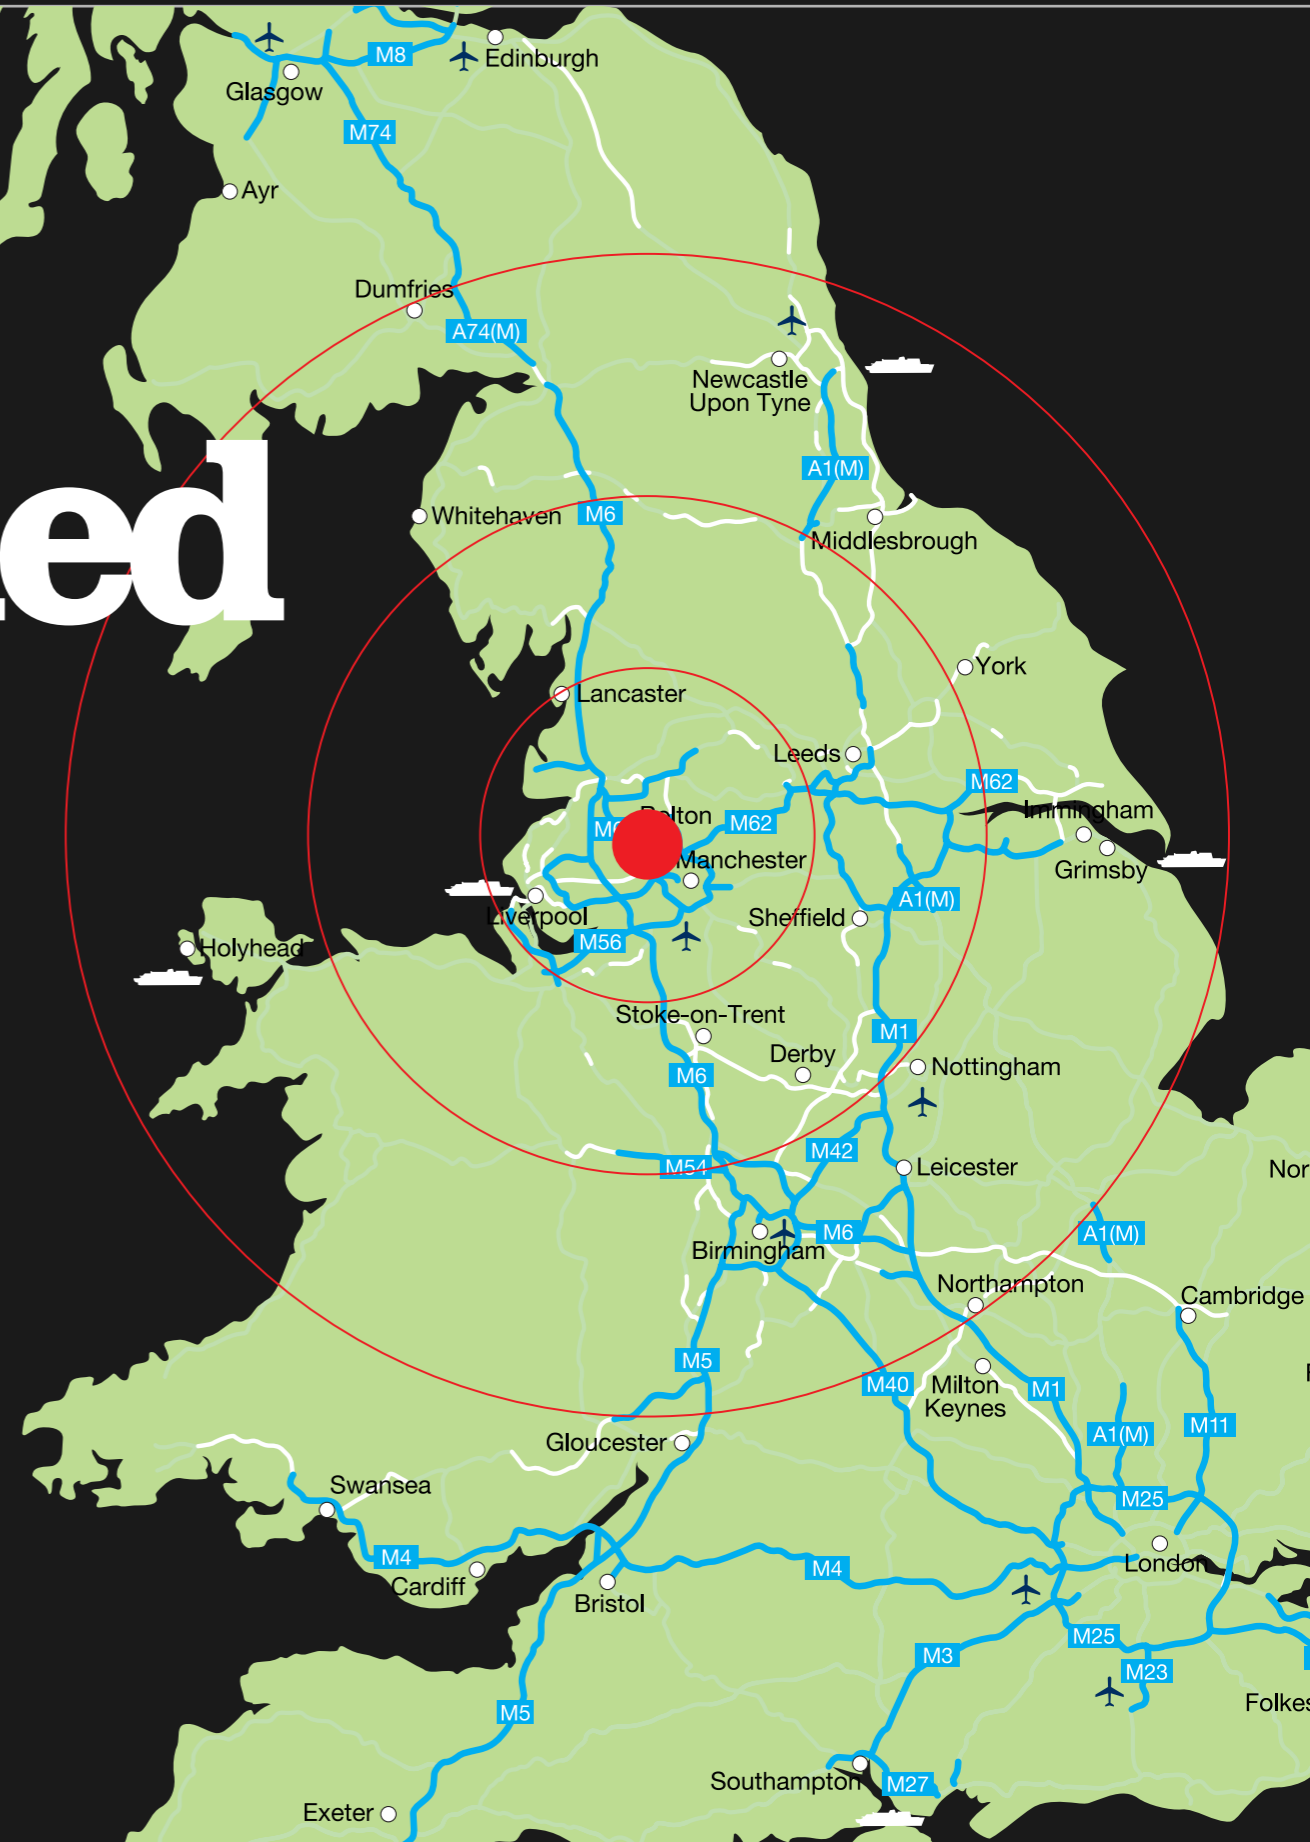 M8
Edinburgh
Glasgow
M74
Ayr
Dumfries
A74(M)
Newcastle
Upon Tyne
A1(M)
ed
Whitehaven
M6
Middlesbrough
York
Lancaster
Leeds
M62
Immingham
Bolton
M62
Manchester
Grimsby
A1(M)
Liverpool
Sheffield
M56
Holyhead
Stoke-on-Trent
M1
Derby
Nottingham
M6
M42
M54
Leicester
A1(M)
M6
Birmingham
Northampton
Cambridge
M5
M40
Milton
Keynes
M1
A1(M)
M11
Gloucester
Swansea
M25
M4
M4
London
Cardiff
Bristol
M25
M3
M23
M5
Southampton
M27
Exeter